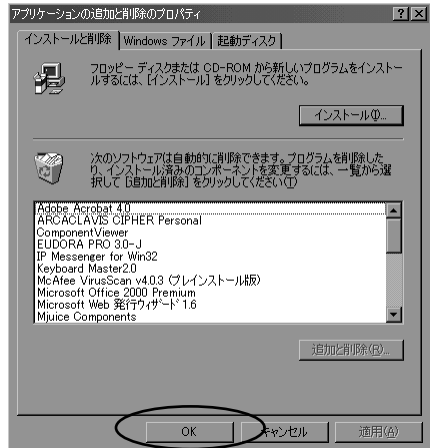 アプリケーションの追加と削除のプロパティ
インストールと削除 Windows ファイル 起動ディスク
フロッピー ディスクまたは CD-ROM から新しいプログラムをインストー
ルするには、[インストール] をクリックしてください。
インストール(I)...
次のソフトウェアは自動的に削除できます。プログラムを削除した
り、インストール済みのコンポーネントを変更するには、一覧から選
択して [追加と削除] をクリックしてください(T)
Adobe Acrobat 4.0
ARCACLAVIS CIPHER Personal
ComponentViewer
EUDORA PRO 3.0-J
IP Messenger for Win32
Keyboard Master2.0
McAfee VirusScan v4.0.3 (プレインストール版)
Microsoft Office 2000 Premium
Microsoft Web 発行ウィザード 1.6
Mjuice Components
追加と削除(R)...
OK キャンセル 適用(A)